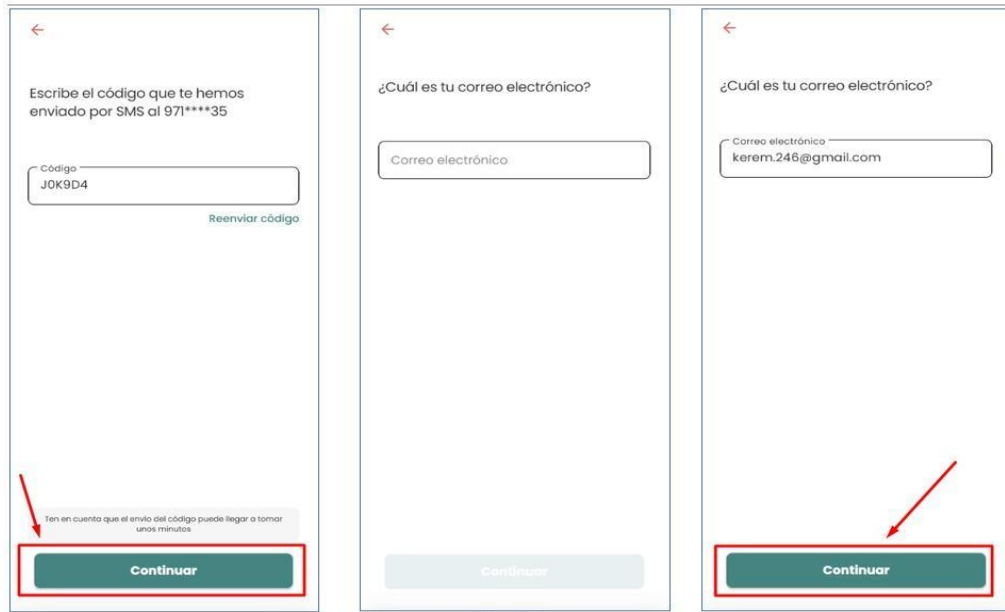 Escribe el código que te hemos
enviado por SMS al 971****35
Código
J0K9D4
Reenviar código
Ten en cuenta que el envio del código puede llegar a tomar
unos minutos
Continuar
¿Cuál es tu correo electrónico?
Correo electrónico
Continuar
¿Cuál es tu correo electrónico?
Correo electrónico
kerem.246@gmail.com
Continuar